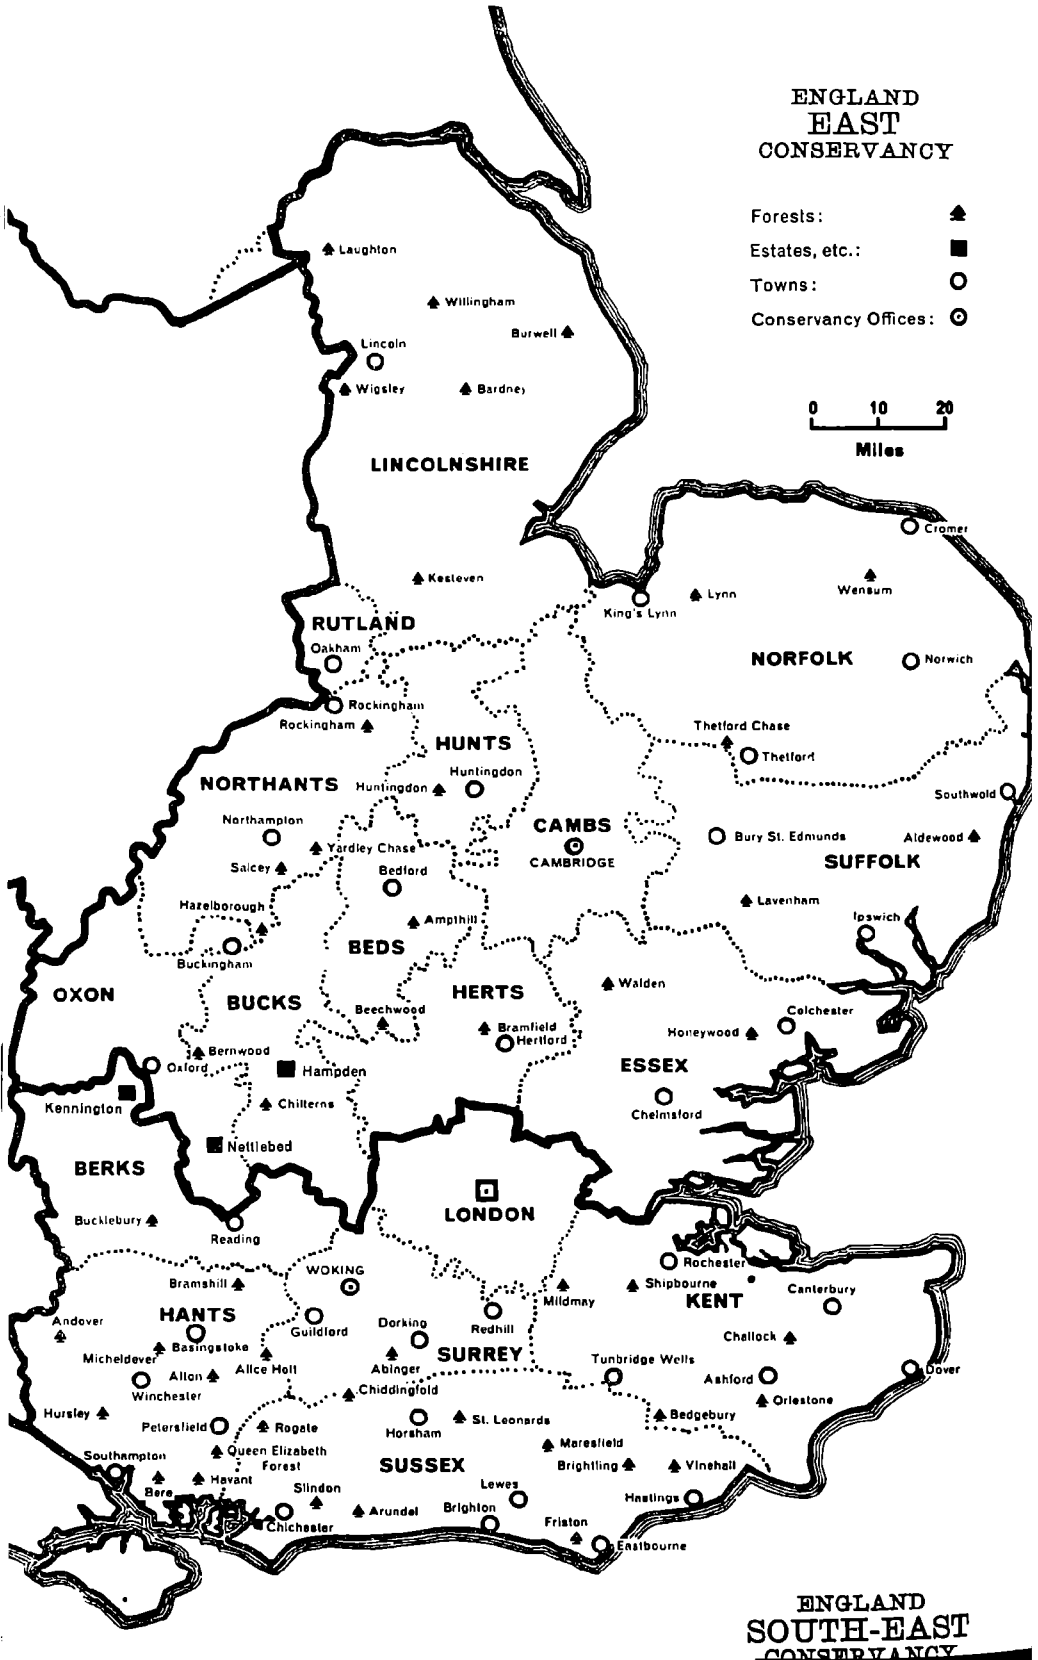 ENGLAND
EAST
CONSERVANCY
Forests:
Estates, etc.:
Towns:
Conservancy Offices:
0 10 20
Miles
Laughton
Willingham
Burwell
Lincoln
Wigsley
Bardney
LINCOLNSHIRE
Cromer
Kesteven
Wensum
Lynn
King's Lynn
RUTLAND
Oakham
NORFOLK
Norwich
Rockingham
Rockingham
Thetford Chase
Thetford
HUNTS
Huntingdon
Huntingdon
NORTHANTS
Southwold
Northampton
CAMBS
CAMBRIDGE
Bury St. Edmunds
Aldewood
SUFFOLK
Yardley Chase
Salcey
Bedford
Hazelborough
Ampthill
Lavenham
Ipswich
Buckingham
BEDS
OXON
BUCKS
HERTS
Walden
Beechwood
Bramfield
Hertford
Honeywood
Colchester
Bernwood
Oxford
Hampden
ESSEX
Kennington
Chilterns
Chelmsford
Nettlebed
BERKS
LONDON
Bucklebury
Reading
Rochester
WOKING
Bramshill
Mildmay
Shipbourne
KENT
Canterbury
HANTS
Andover
Guildford
Dorking
Redhill
Challock
Basingstoke
Micheldever
Alice Holt
Abinger
SURREY
Tunbridge Wells
Allon
Ashford
Dover
Winchester
Chiddingfold
Orlestone
Hursley
Petersfield
Rogate
Horsham
St. Leonards
Bedgebury
Maresfield
Queen Elizabeth
Forest
Southampton
SUSSEX
Brightling
Vinehall
Bere
Havant
Slindon
Lewes
Hastings
Arundel
Brighton
Chichester
Friston
Eastbourne
ENGLAND
SOUTH-EAST
CONSERVANCY